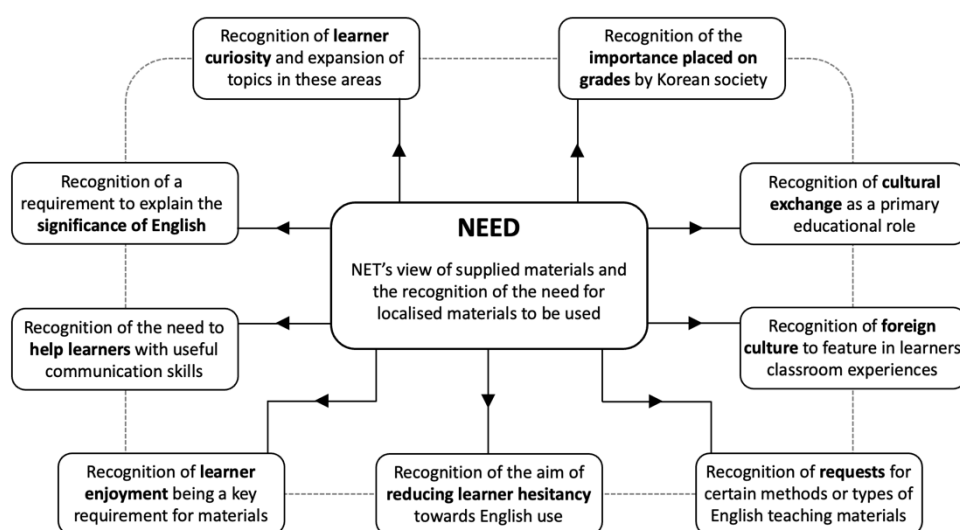 Recognition of learner
curiosity and expansion of
topics in these areas
Recognition of the
importance placed on
grades by Korean society
Recognition of a
requirement to explain the
significance of English
NEED
NET's view of supplied materials and
the recognition of the need for
localised materials to be used
Recognition of cultural
exchange as a primary
educational role
Recognition of the need to
help learners with useful
communication skills
Recognition of foreign
culture to feature in learners
classroom experiences
Recognition of learner
enjoyment being a key
requirement for materials
Recognition of the aim of
reducing learner hesitancy
towards English use
Recognition of requests for
certain methods or types of
English teaching materials